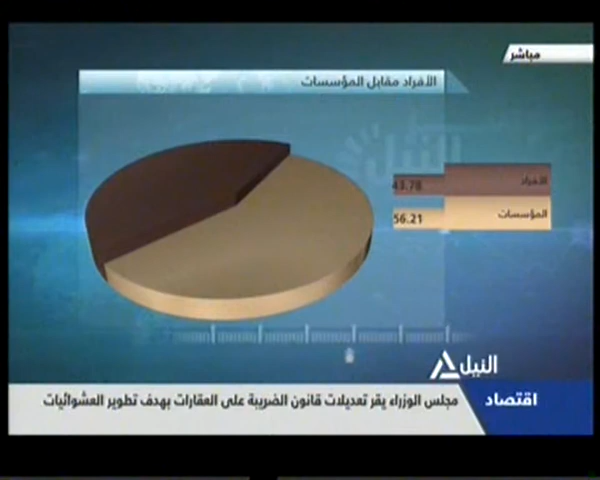 مباشر
الأفراد مقابل المؤسسات
النيل
الأفراد 43.78
المؤسسات 56.21
النيل
اقتصاد
مجلس الوزراء يقر تعديلات قانون الضريبة على العقارات بهدف تطوير العشوائيات